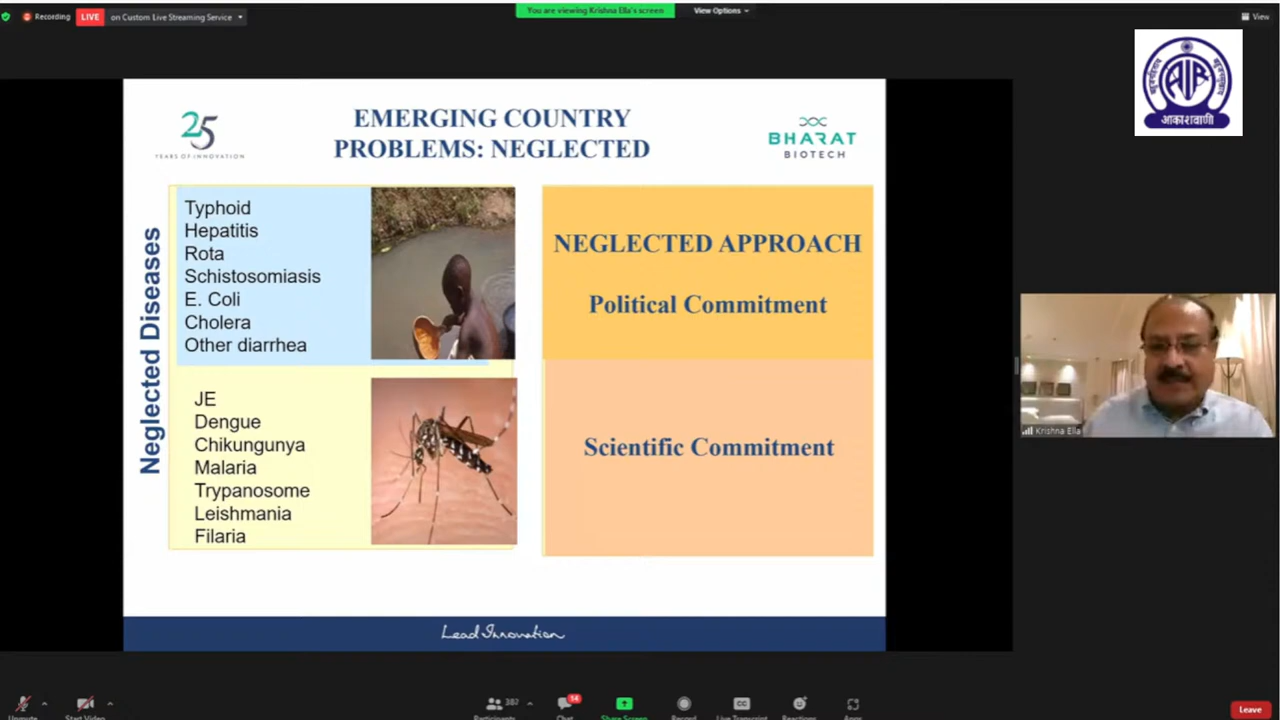 Recording
LIVE
on Custom Live Streaming Service
You are viewing Krishna Ella's screen
View Options
View
आकाशवाणी
25
YEARS OF INNOVATION
EMERGING COUNTRY
PROBLEMS: NEGLECTED
BHARAT
BIOTECH
Neglected Diseases
Typhoid
Hepatitis
Rota
Schistosomiasis
E. Coli
Cholera
Other diarrhea
JE
Dengue
Chikungunya
Malaria
Trypanosome
Leishmania
Filaria
NEGLECTED APPROACH
Political Commitment
Scientific Commitment
Krishna Ella
Lead Innovation
Unmute
Start Video
Participants
54
Chat
Share Screen
Record
Live Transcript
Reactions
Apps
Leave